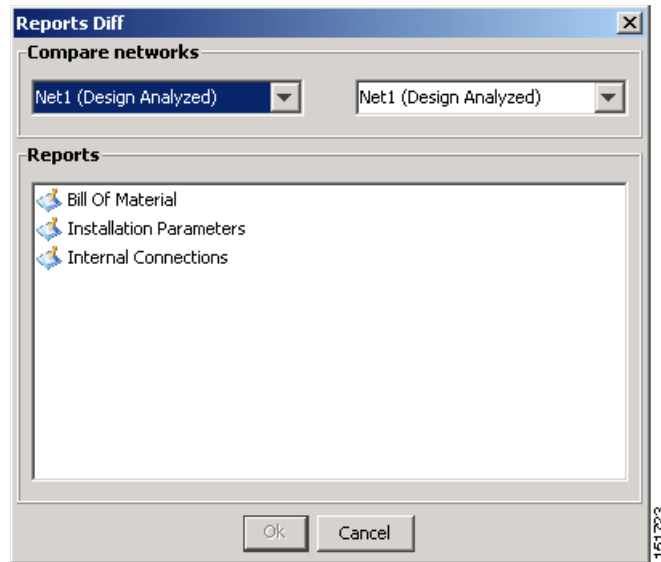 Reports Diff
Compare networks
Net1 (Design Analyzed) Net1 (Design Analyzed)
Reports
Bill Of Material
Installation Parameters
Internal Connections
Ok Cancel
151723